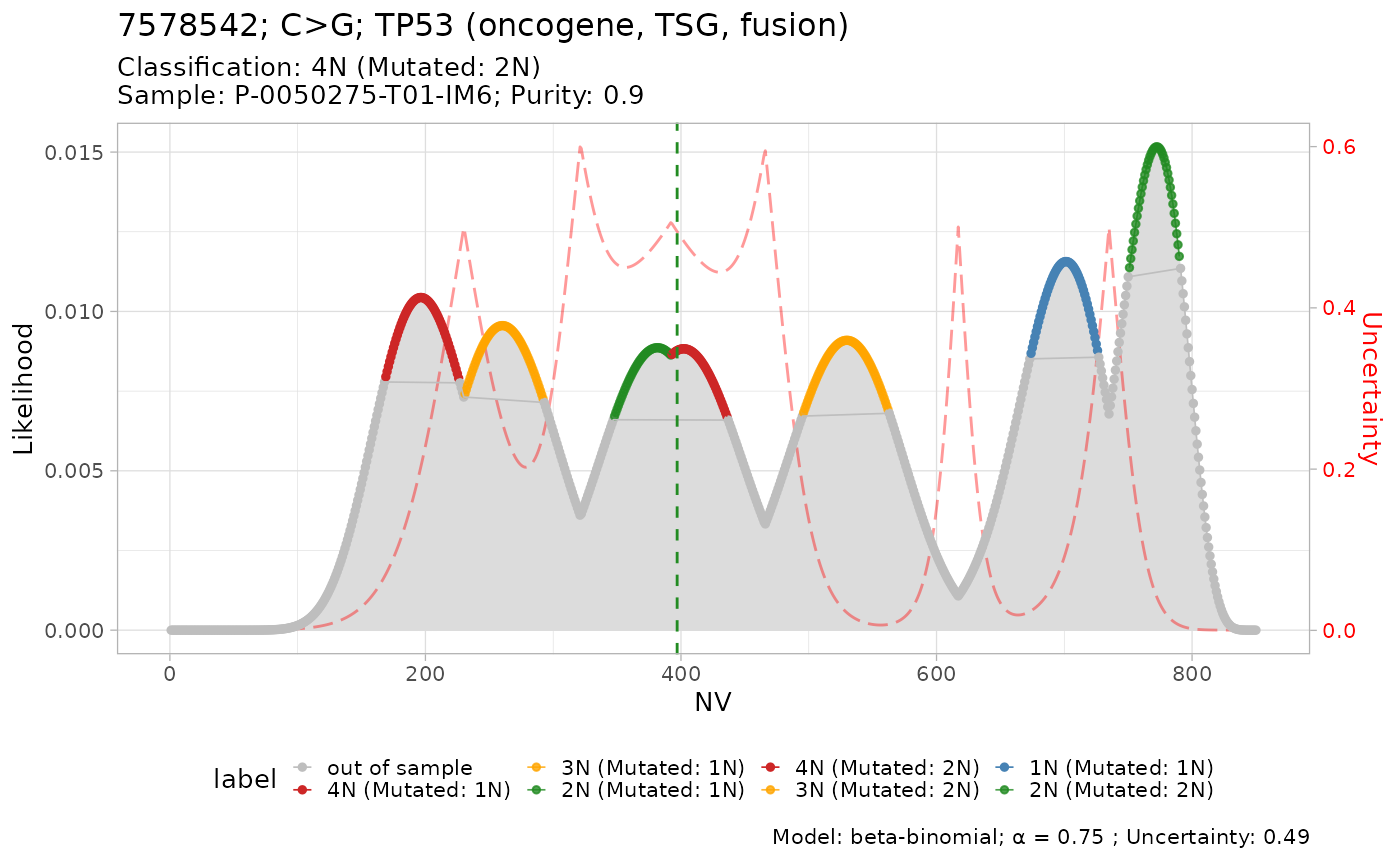 7578542; C>G; TP53 (oncogene, TSG, fusion)
Classification: 4N (Mutated: 2N)
Sample: P-0050275-T01-IM6; Purity: 0.9
Likelihood
0.015
0.010
0.005
0.000
0.6
0.4
0.2
0.0
Uncertainty
0 200 400 600 800
NV
label
out of sample 3N (Mutated: 1N) 4N (Mutated: 2N) 1N (Mutated: 1N)
4N (Mutated: 1N) 2N (Mutated: 1N) 3N (Mutated: 2N) 2N (Mutated: 2N)
Model: beta-binomial; α = 0.75 ; Uncertainty: 0.49